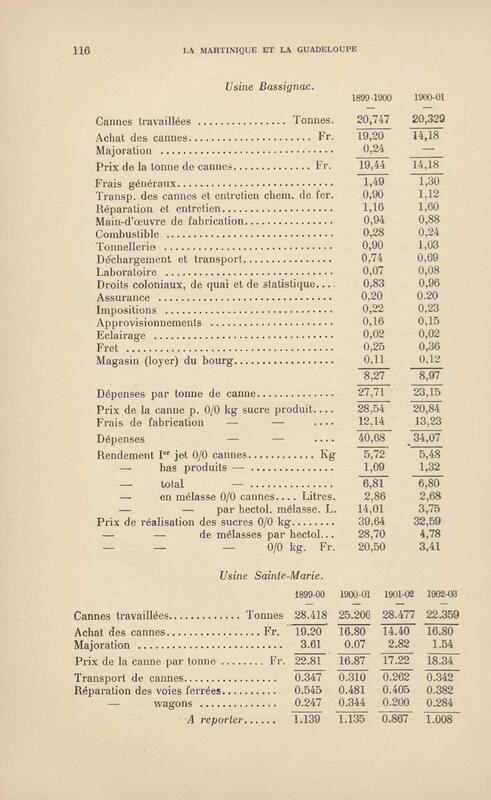 116 LA MARTINIQUE ET LA GUADELOUPE
Usine Bassignac.
1899-1900 1900-01
Cannes travaillées ............... Tonnes. 20,747 20,329
Achat des cannes..................... Fr. 19,20 14,18
Majoration ............................. 0,24 —
Prix de la tonne de cannes............. Fr. 19,44 14,18
Frais généraux........................... 1,49 1,30
Transp. des cannes et entretien chem. de fer. 0,90 1,12
Réparation et entretien................... 1,16 1,60
Main-d'œuvre de fabrication............... 0,94 0,88
Combustible ............................ 0,28 0,24
Tonnellerie ............................. 0,90 1,03
Déchargement et transport............... 0,74 0,69
Laboratoire ............................. 0,07 0,08
Droits coloniaux, de quai et de statistique.... 0,83 0,96
Assurance .............................. 0,20 0.20
Impositions ............................. 0,22 0,23
Approvisionnements ..................... 0,16 0,15
Eclairage ............................... 0,02 0,02
Fret ................................... 0,25 0,36
Magasin (loyer) du bourg................. 0,11 0,12
8,27 8,97
Dépenses par tonne de canne............. 27,71 23,15
Prix de la canne p. 0/0 kg sucre produit.... 28,54 20,84
Frais de fabrication — — .... 12,14 13,23
Dépenses — — .... 40,68 34,07
Rendement Ier jet 0/0 cannes........... Kg 5,72 5,48
— bas produits — .............. 1,09 1,32
— total — .............. 6,81 6,80
— en mélasse 0/0 cannes.... Litres. 2,86 2,68
— — par hectol. mélasse. L. 14,01 3,75
Prix de réalisation des sucres 0/0 kg........ 39,64 32,59
— — de mélasses par hectol... 28,70 4,78
— — — 0/0 kg. Fr. 20,50 3,41
Usine Sainte-Marie.
1899-00 1900-01 1901-02 1902-03
Cannes travaillées............ Tonnes 28.418 25.200 28.477 22.359
Achat des cannes................ Fr. 19.20 16.80 14.40 16.80
Majoration ........................ 3.61 0.07 2.82 1.54
Prix de la canne par tonne ........ Fr. 22.81 16.87 17.22 18.34
Transport de cannes................ 0.347 0.310 0.262 0.342
Réparation des voies ferrées.......... 0.545 0.481 0.405 0.382
— wagons ............. 0.247 0.344 0.200 0.284
A reporter...... 1.139 1.135 0.867 1.008